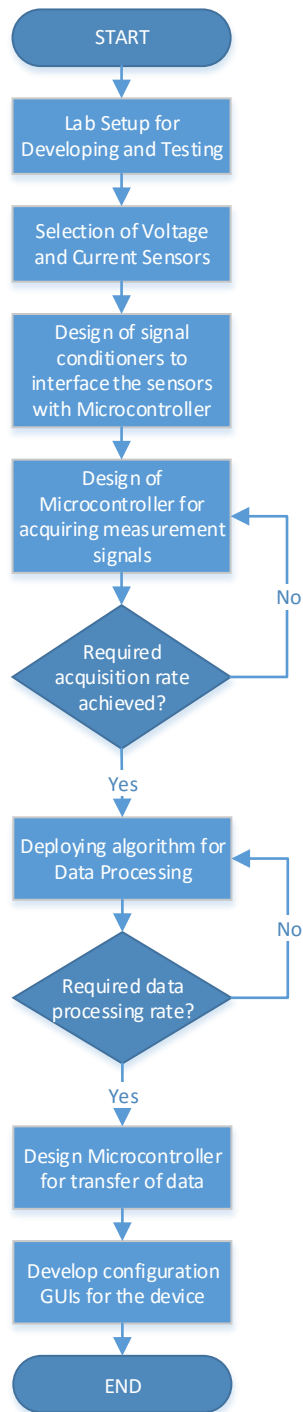 START
Lab Setup for
Developing and Testing
Selection of Voltage
and Current Sensors
Design of signal
conditioners to
interface the sensors
with Microcontroller
Design of
Microcontroller for
acquiring measurement
signals
No
Required
acquisition rate
achieved?
Yes
Deploying algorithm for
Data Processing
No
Required data
processing rate?
Yes
Design Microcontroller
for transfer of data
Develop configuration
GUIs for the device
END